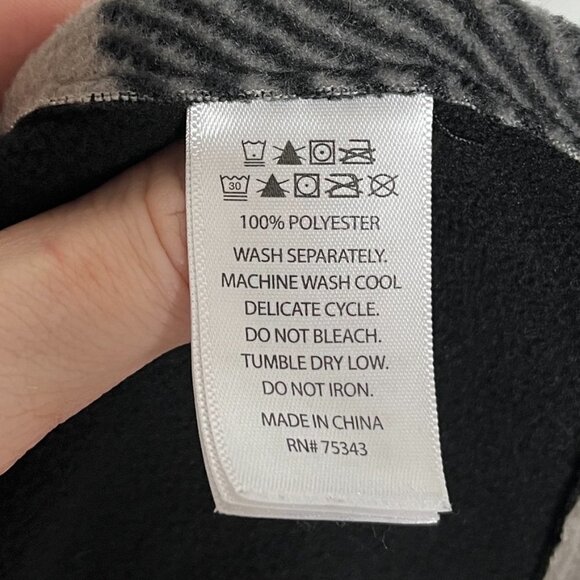 30
100% POLYESTER
WASH SEPARATELY.
MACHINE WASH COOL
DELICATE CYCLE.
DO NOT BLEACH.
TUMBLE DRY LOW.
DO NOT IRON.
MADE IN CHINA
RN# 75343